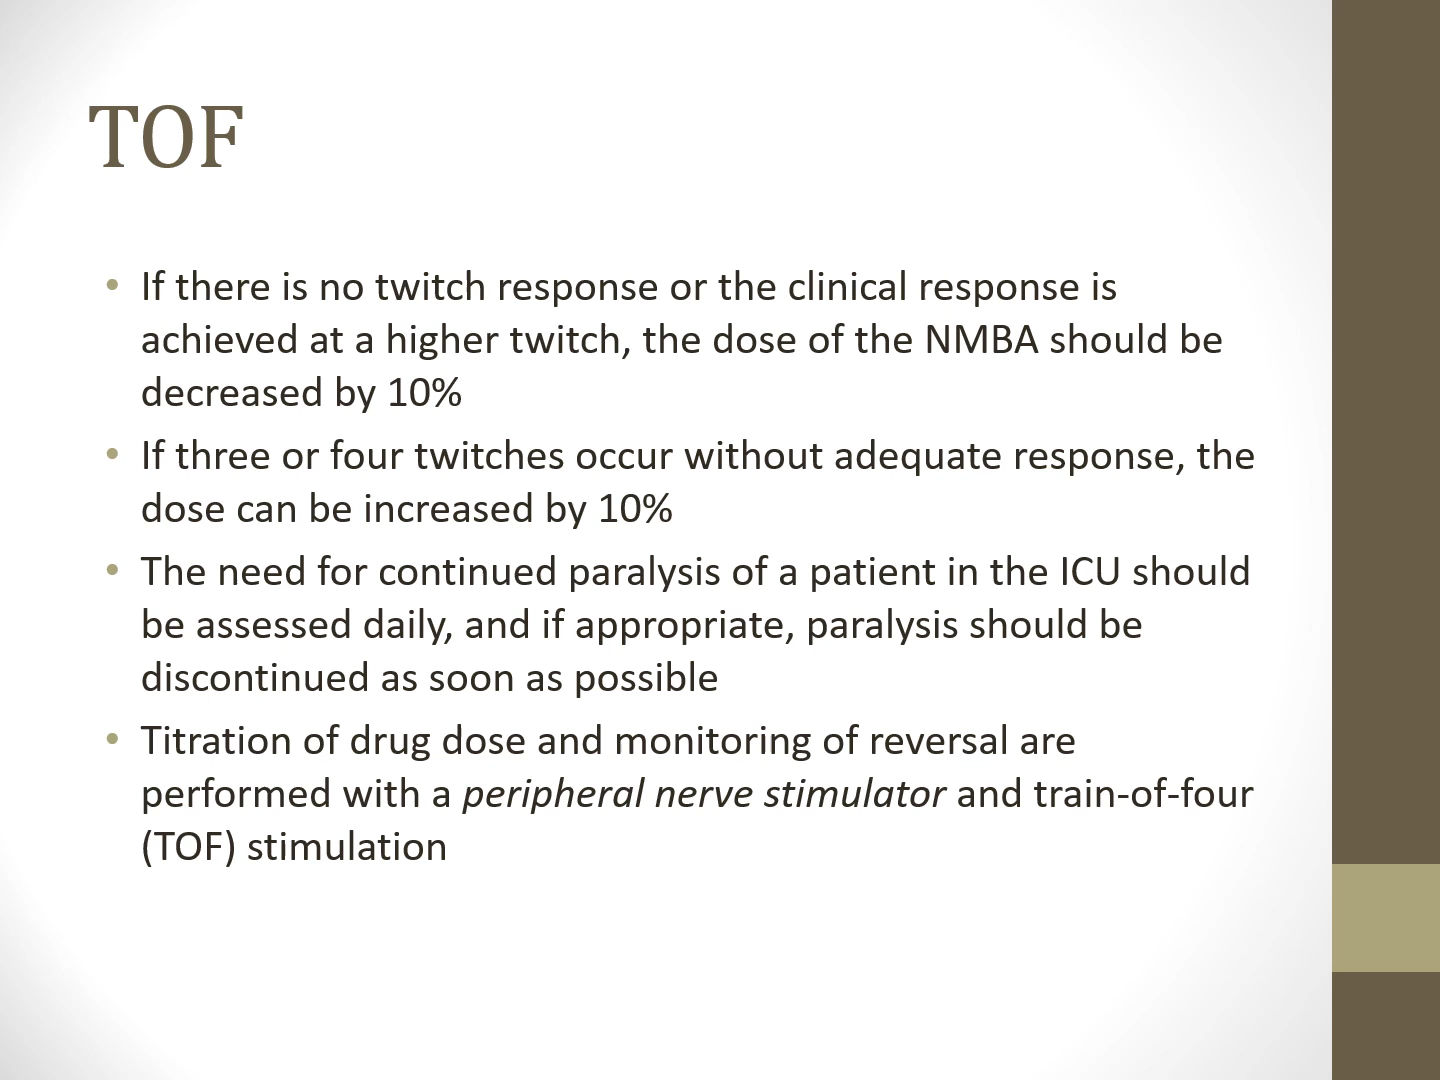 TOF
• If there is no twitch response or the clinical response is
achieved at a higher twitch, the dose of the NMBA should be
decreased by 10%
• If three or four twitches occur without adequate response, the
dose can be increased by 10%
• The need for continued paralysis of a patient in the ICU should
be assessed daily, and if appropriate, paralysis should be
discontinued as soon as possible
• Titration of drug dose and monitoring of reversal are
performed with a peripheral nerve stimulator and train-of-four
(TOF) stimulation